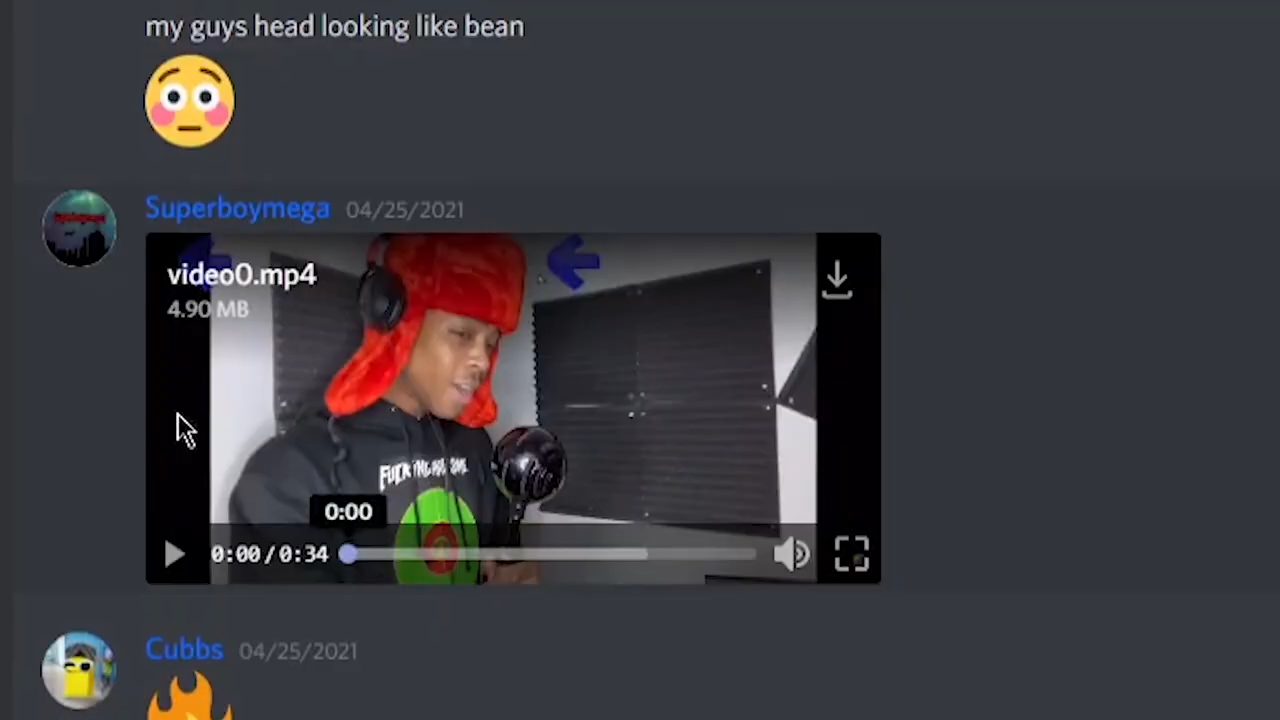 my guys head looking like bean
Superboymega 04/25/2021
video0.mp4
4.90 MB
0:00
0:00 / 0:34
Cubbs 04/25/2021